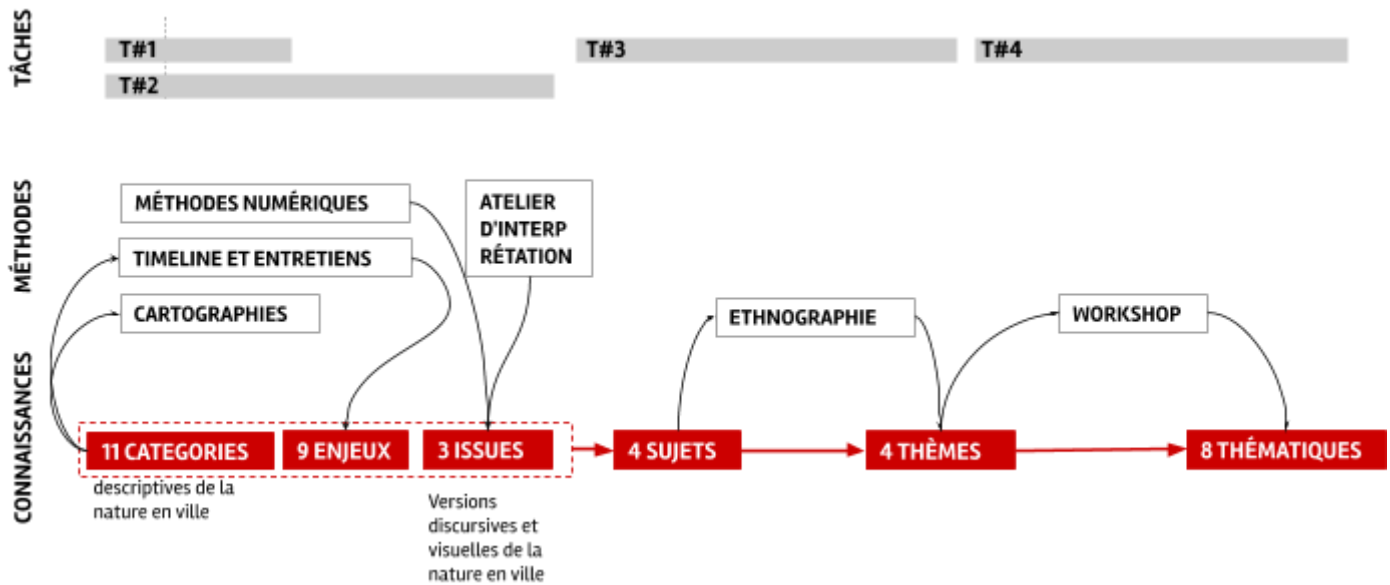 TÂCHES
T#1
T#3
T#4
T#2
MÉTHODES
MÉTHODES NUMÉRIQUES
ATELIER
D'INTERP
RÉTATION
TIMELINE ET ENTRETIENS
CARTOGRAPHIES
ETHNOGRAPHIE
WORKSHOP
CONNAISSANCES
11 CATEGORIES
9 ENJEUX
3 ISSUES
4 SUJETS
4 THÈMES
8 THÉMATIQUES
descriptives de la
nature en ville
Versions
discursives et
visuelles de la
nature en ville